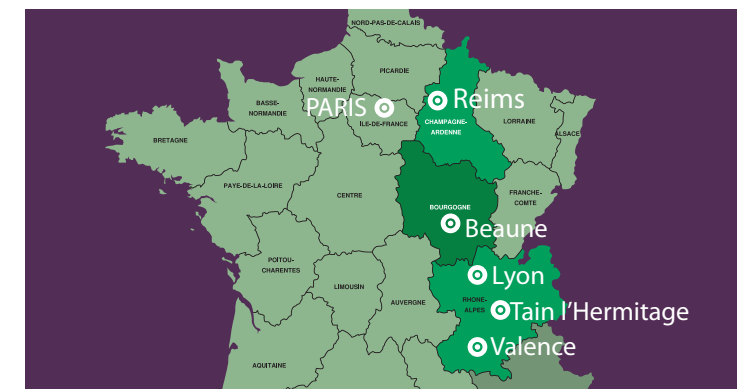 NORD-PAS-DE-CALAIS
PICARDIE
HAUTE-
NORMANDIE
BASSE-
NORMANDIE
PARIS
ÎLE-DE-FRANCE
Reims
CHAMPAGNE-
ARDENNE
LORRAINE
ALSACE
BRETAGNE
PAYE-DE-LA-LOIRE
CENTRE
BOURGOGNE
Beaune
FRANCHE-
COMTE
POITOU-
CHARENTES
LIMOUSIN
AUVERGNE
Lyon
RHONE-
ALPES
Tain l’Hermitage
Valence
AQUITAINE